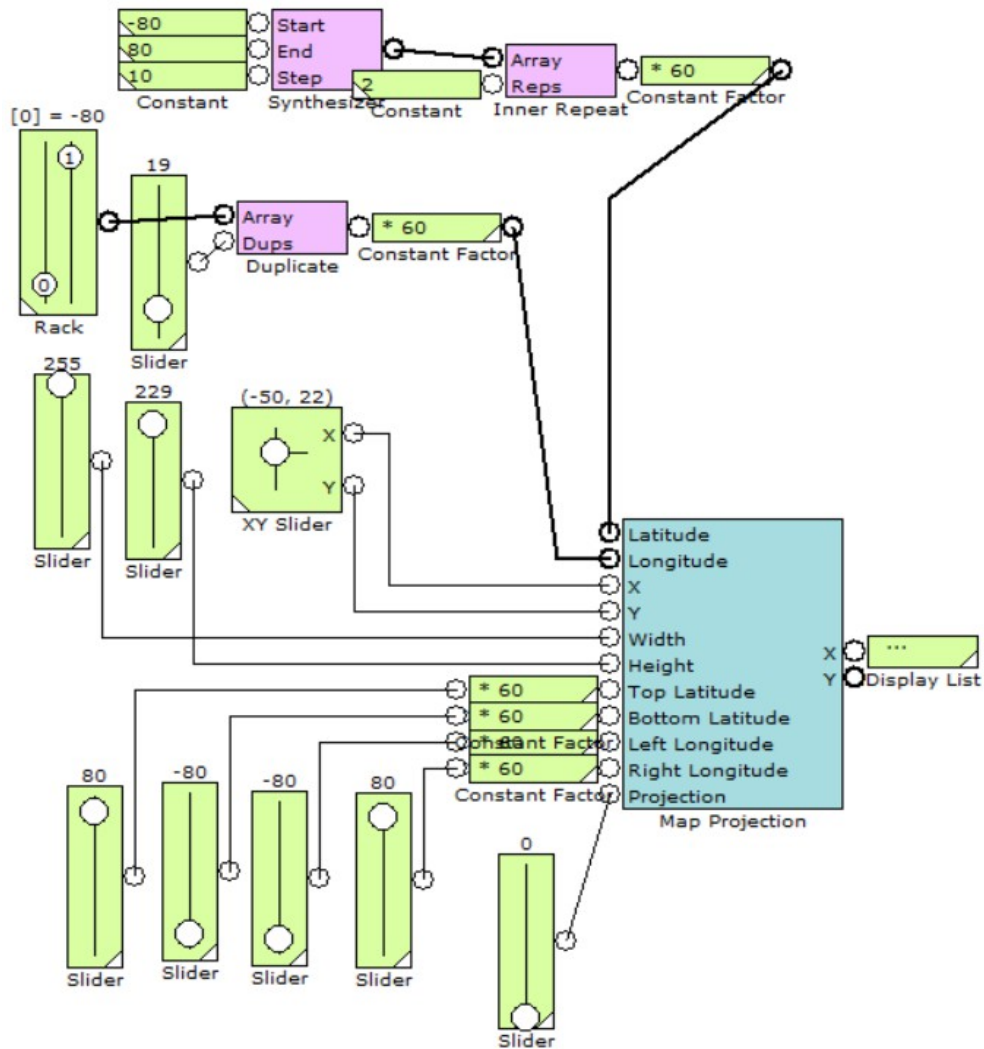 -80 Start
80 End
10 Step
Constant
Synthesizer
2
Constant
Array
Reps
Inner Repeat
* 60
Constant Factor
[0] = -80
1
0
Rack
19
Slider
Array
Dups
Duplicate
* 60
Constant Factor
255
Slider
229
Slider
(-50, 22)
X
Y
XY Slider
Latitude
Longitude
X
Y
Width
Height
* 60 Top Latitude
* 60 Bottom Latitude
Constant Factor
* 60
Left Longitude
* 60 Right Longitude
Constant Factor
Projection
Map Projection
X
Y
...
Display List
80
Slider
-80
Slider
-80
Slider
80
Slider
0
Slider